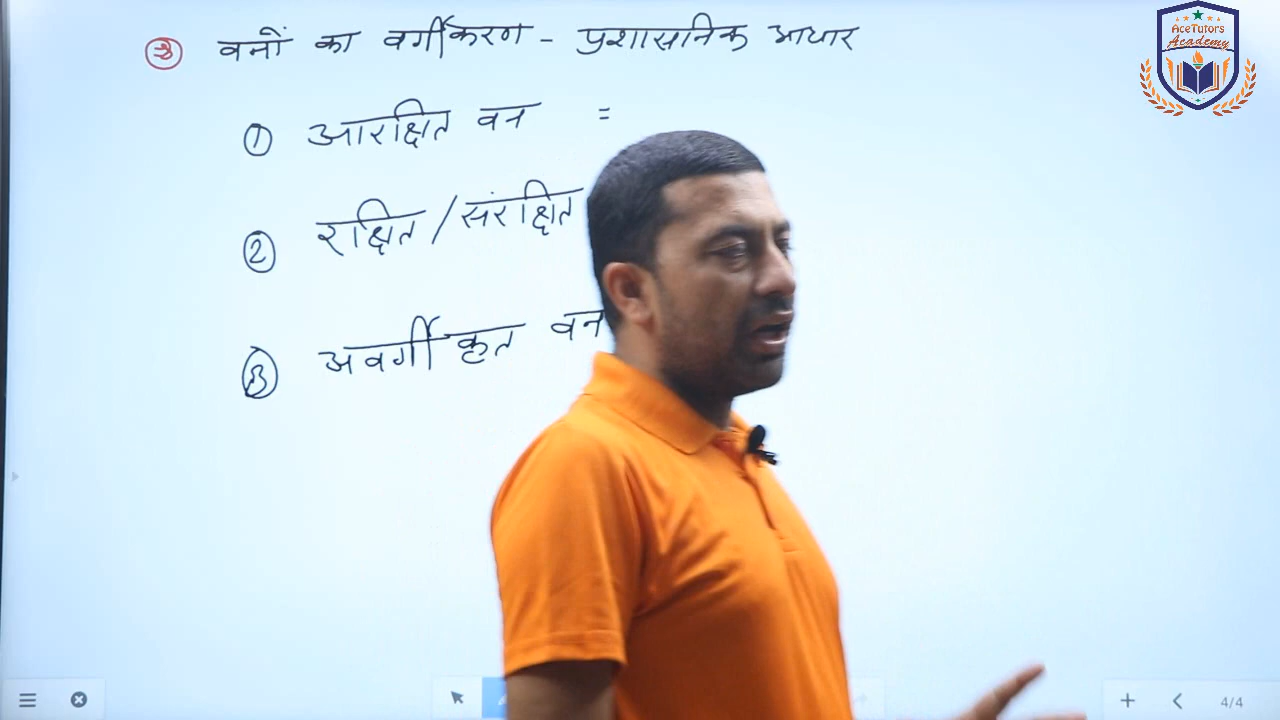 → वनों का वर्गीकरण - प्रशासनिक आधार
① आरक्षित वन =
② रक्षित / संरक्षित
③ अवर्गीकृत वन
AceTutors
Academy
4/4